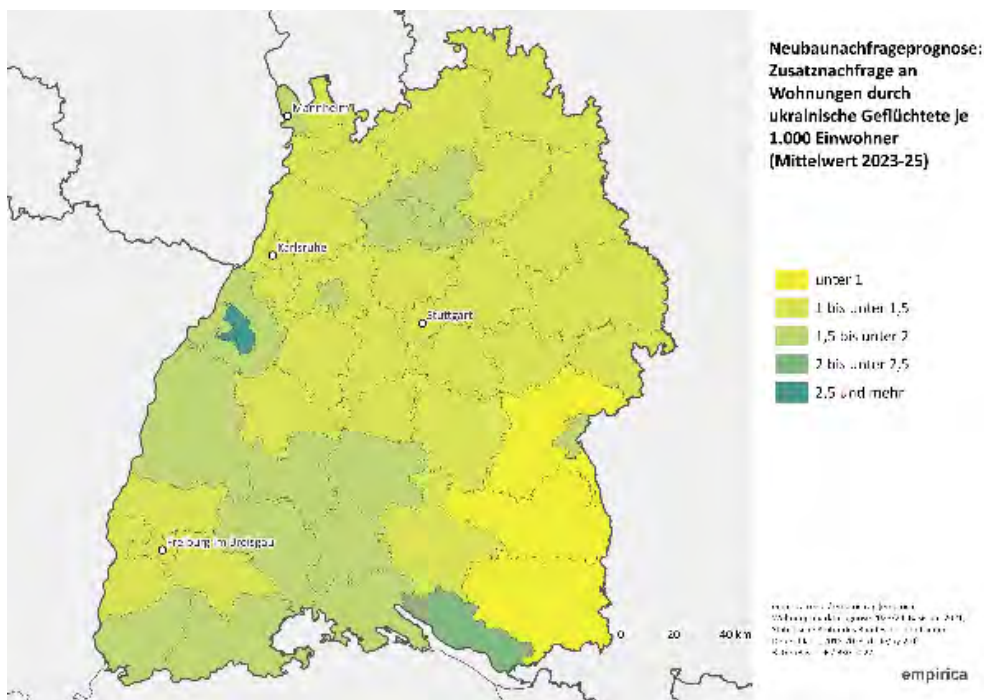 Neubaunachfrageprognose:
Zusatznachfrage an
Wohnungen durch
ukrainische Geflüchtete je
1.000 Einwohner
(Mittelwert 2023-25)
Mannheim
Karlsruhe
Stuttgart
Freiburg im Breisgau
unter 1
1 bis unter 1,5
1,5 bis unter 2
2 bis unter 2,5
2,5 und mehr
0 20 40 km
empirica